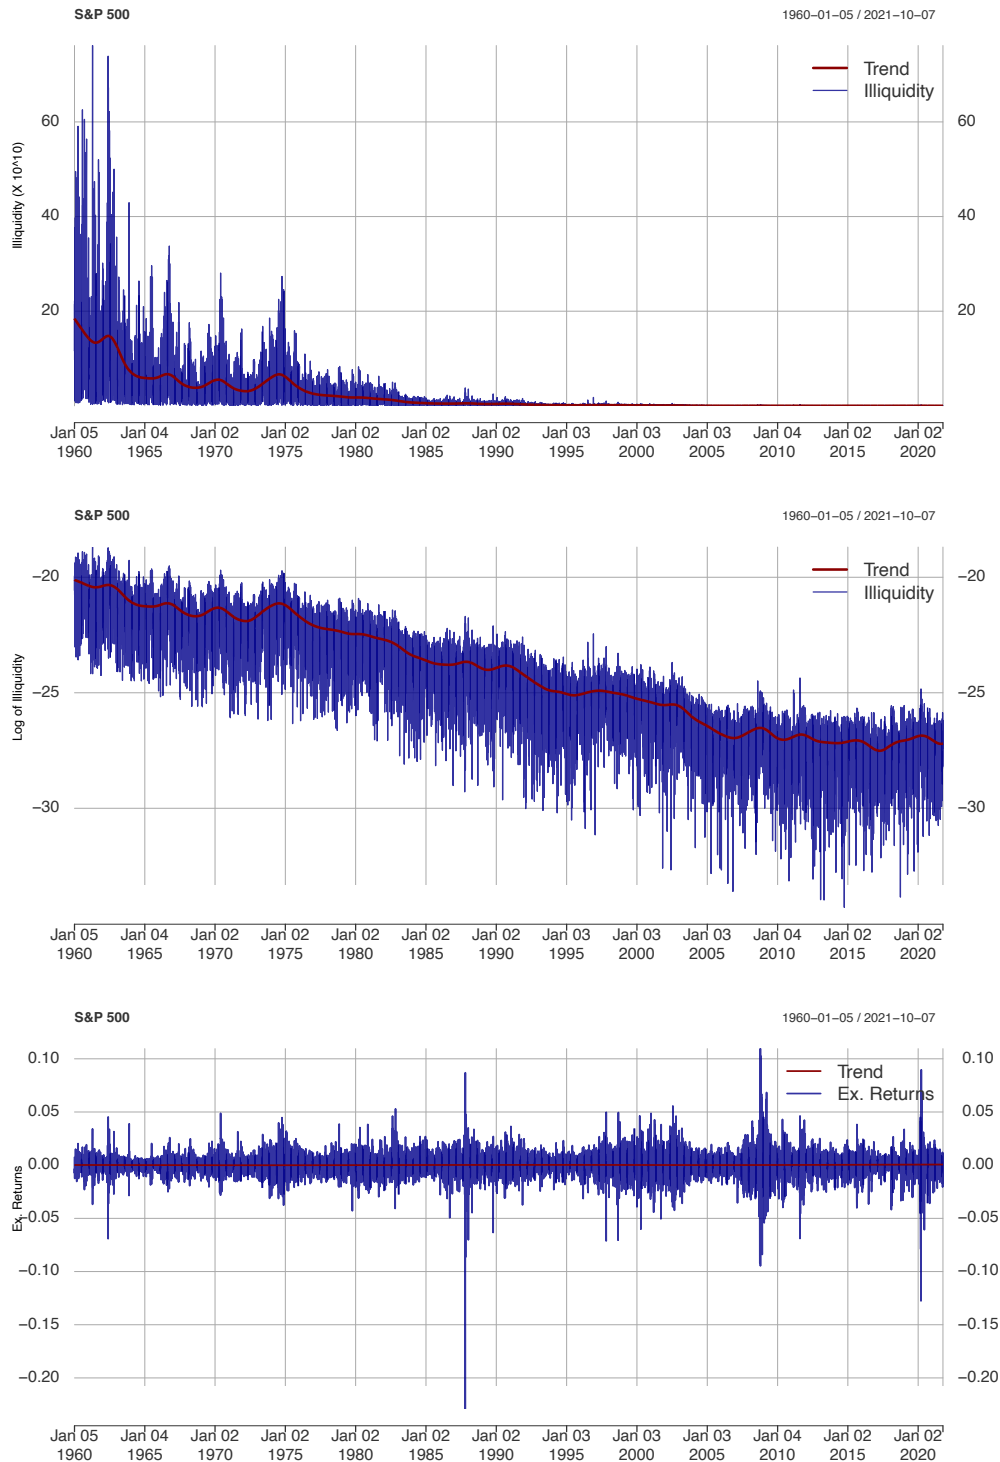 S&P 500 1960−01−05 / 2021−10−07
Trend
Illiquidity
Illiquidity (X 10^10)
60 60
40 40
20 20
Jan 05 Jan 04 Jan 02 Jan 02 Jan 02 Jan 02 Jan 02 Jan 03 Jan 03 Jan 03 Jan 04 Jan 02 Jan 02
1960 1965 1970 1975 1980 1985 1990 1995 2000 2005 2010 2015 2020
S&P 500 1960−01−05 / 2021−10−07
Trend
Illiquidity
Log of Illiquidity
−20 −20
−25 −25
−30 −30
Jan 05 Jan 04 Jan 02 Jan 02 Jan 02 Jan 02 Jan 02 Jan 03 Jan 03 Jan 03 Jan 04 Jan 02 Jan 02
1960 1965 1970 1975 1980 1985 1990 1995 2000 2005 2010 2015 2020
S&P 500 1960−01−05 / 2021−10−07
Trend
Ex. Returns
Ex. Returns
0.10 0.10
0.05 0.05
0.00 0.00
−0.05 −0.05
−0.10 −0.10
−0.15 −0.15
−0.20 −0.20
Jan 05 Jan 04 Jan 02 Jan 02 Jan 02 Jan 02 Jan 02 Jan 03 Jan 03 Jan 03 Jan 04 Jan 02 Jan 02
1960 1965 1970 1975 1980 1985 1990 1995 2000 2005 2010 2015 2020